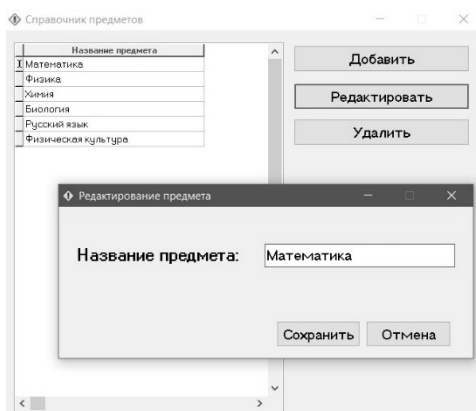 Справочник предметов
Название предмета
Математика
Физика
Химия
Биология
Русский язык
Физическая культура
Добавить
Редактировать
Удалить
Редактирование предмета
Название предмета: Математика
Сохранить Отмена